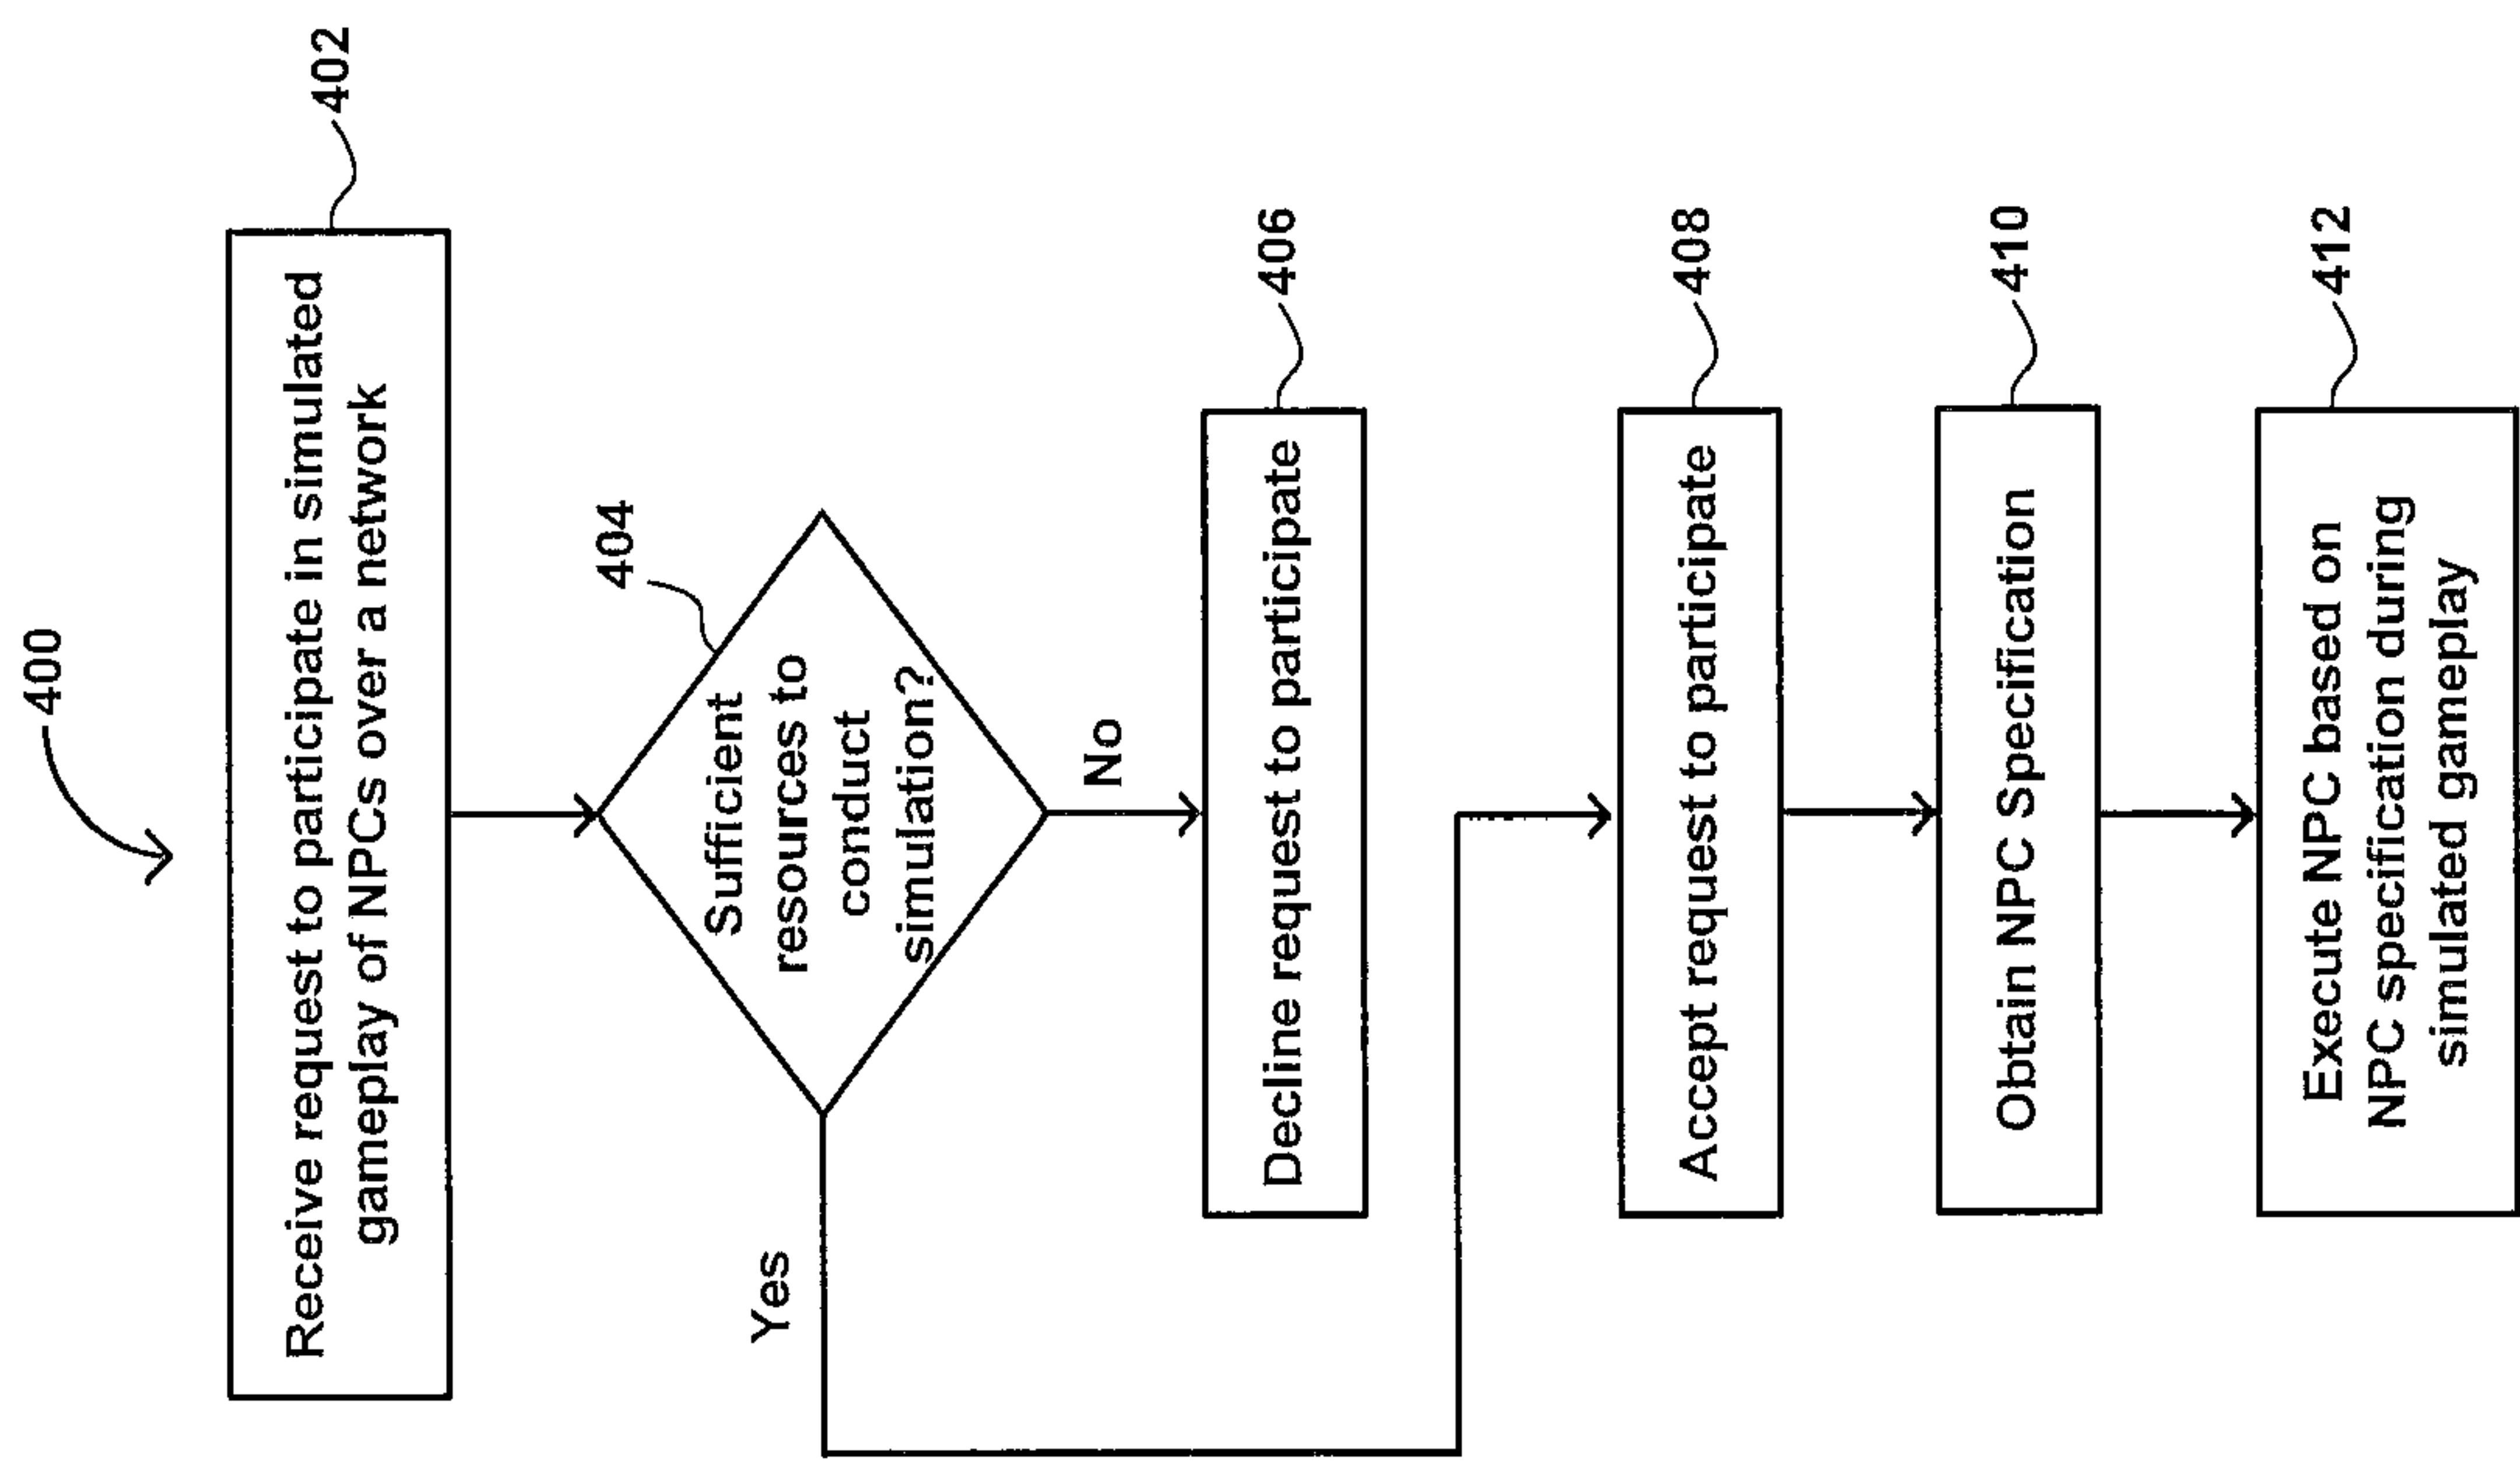 400
Receive request to participate in simulated
gameplay of NPCs over a network
402
404
Sufficient
resources to
conduct
simulation?
Yes
No
Decline request to participate
406
Accept request to participate
408
Obtain NPC Specification
410
Execute NPC based on
NPC specification during
simulated gameplay
412